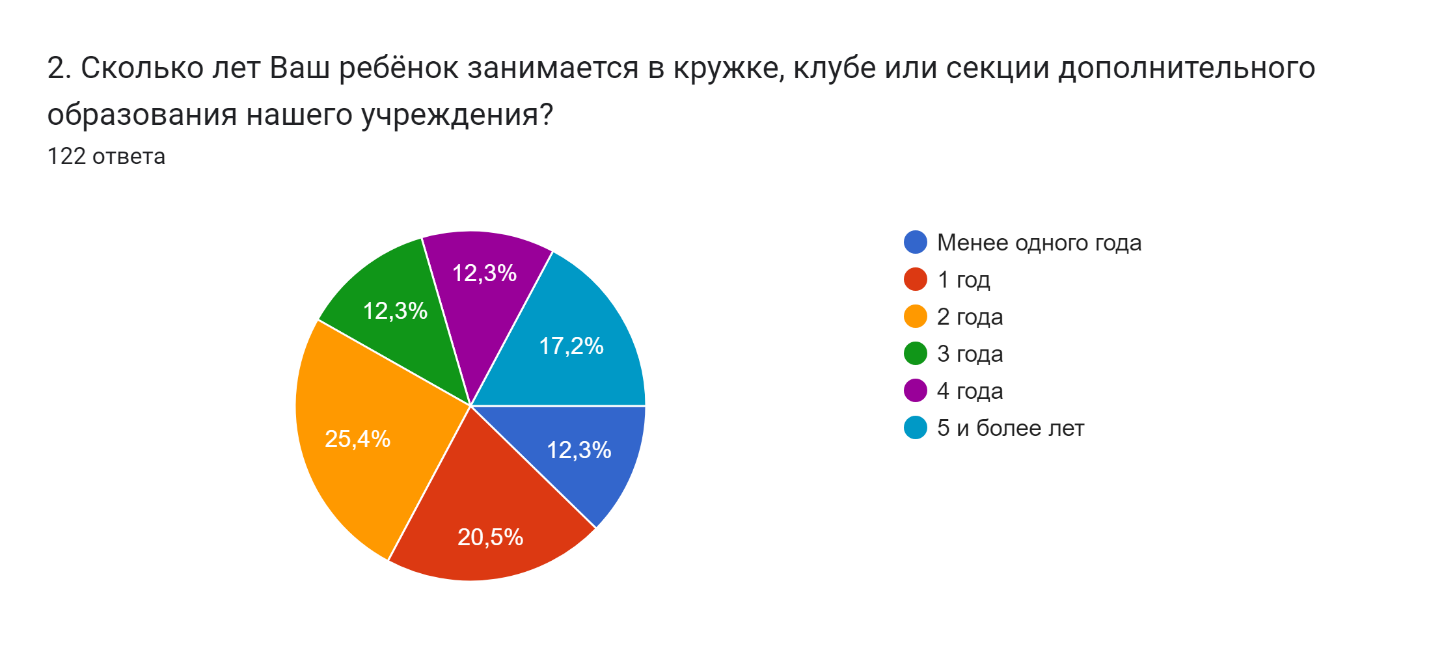 2. Сколько лет Ваш ребёнок занимается в кружке, клубе или секции дополнительного
образования нашего учреждения?
122 ответа
12,3%
12,3%
17,2%
25,4%
12,3%
20,5%
Менее одного года
1 год
2 года
3 года
4 года
5 и более лет